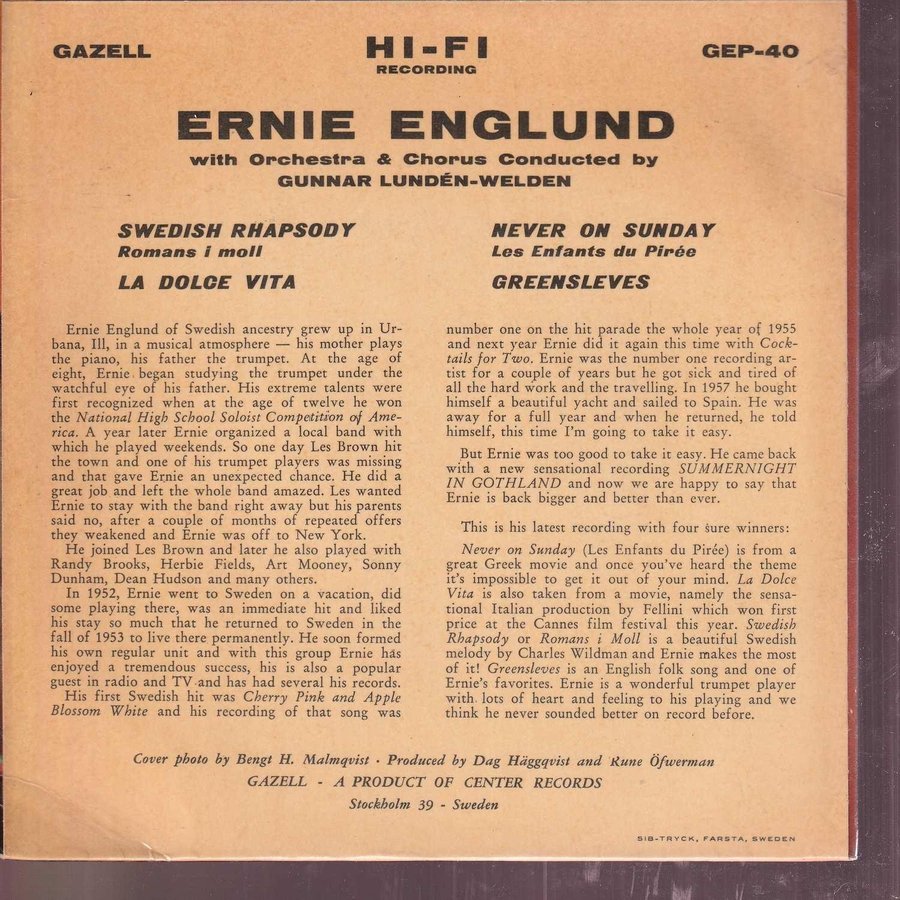 GAZELL
HI-FI
RECORDING
GEP-40
ERNIE ENGLUND
with Orchestra & Chorus Conducted by
GUNNAR LUNDÉN-WELDEN
SWEDISH RHAPSODY
Romans i moll
LA DOLCE VITA
NEVER ON SUNDAY
Les Enfants du Pirée
GREENSLEVES
Ernie Englund of Swedish ancestry grew up in Ur-
bana, Ill, in a musical atmosphere — his mother plays
the piano, his father the trumpet. At the age of
eight, Ernie began studying the trumpet under the
watchful eye of his father. His extreme talents were
first recognized when at the age of twelve he won
the National High School Soloist Competition of Ame-
rica. A year later Ernie organized a local band with
which he played weekends. So one day Les Brown hit
the town and one of his trumpet players was missing
and that gave Ernie an unexpected chance. He did a
great job and left the whole band amazed. Les wanted
Ernie to stay with the band right away but his parents
said no, after a couple of months of repeated offers
they weakened and Ernie was off to New York.
He joined Les Brown and later he also played with
Randy Brooks, Herbie Fields, Art Mooney, Sonny
Dunham, Dean Hudson and many others.
In 1952, Ernie went to Sweden on a vacation, did
some playing there, was an immediate hit and liked
his stay so much that he returned to Sweden in the
fall of 1953 to live there permanently. He soon formed
his own regular unit and with this group Ernie has
enjoyed a tremendous success, his is also a popular
guest in radio and TV and has had several his records.
His first Swedish hit was Cherry Pink and Apple
Blossom White and his recording of that song was
number one on the hit parade the whole year of 1955
and next year Ernie did it again this time with Cock-
tails for Two. Ernie was the number one recording ar-
tist for a couple of years but he got sick and tired of
all the hard work and the travelling. In 1957 he bought
himself a beautiful yacht and sailed to Spain. He was
away for a full year and when he returned, he told
himself, this time I'm going to take it easy.
But Ernie was too good to take it easy. He came back
with a new sensational recording SUMMERNIGHT
IN GOTHLAND and now we are happy to say that
Ernie is back bigger and better than ever.
This is his latest recording with four sure winners:
Never on Sunday (Les Enfants du Pirée) is from a
great Greek movie and once you've heard the theme
it's impossible to get it out of your mind. La Dolce
Vita is also taken from a movie, namely the sensa-
tional Italian production by Fellini which won first
price at the Cannes film festival this year. Swedish
Rhapsody or Romans i Moll is a beautiful Swedish
melody by Charles Wildman and Ernie makes the most
of it! Greensleves is an English folk song and one of
Ernie's favorites. Ernie is a wonderful trumpet player
with lots of heart and feeling to his playing and we
think he never sounded better on record before.
Cover photo by Bengt H. Malmqvist · Produced by Dag Häggqvist and Rune Öfwerman
GAZELL - A PRODUCT OF CENTER RECORDS
Stockholm 39 - Sweden
SIB-TRYCK, FARSTA, SWEDEN